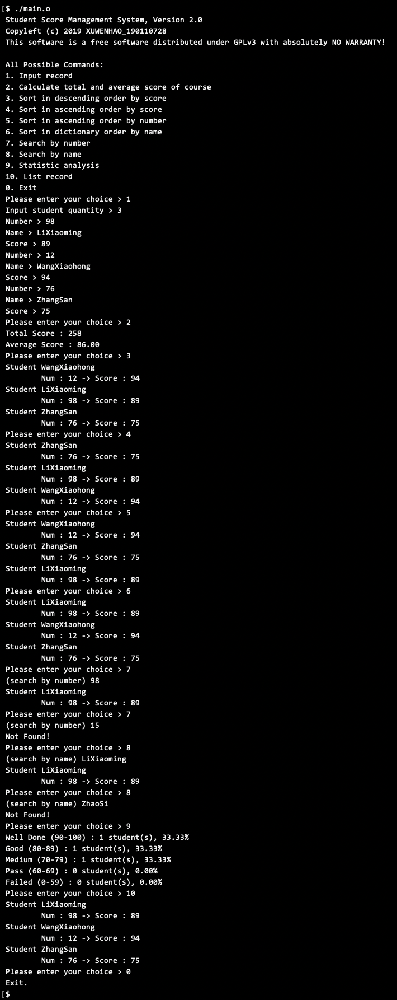 [$ ./main.o
Student Score Management System, Version 2.0
Copyleft (c) 2019 XUWENHAO_190110728
This software is a free software distributed under GPLv3 with absolutely NO WARRANTY!
All Possible Commands:
1. Input record
2. Calculate total and average score of course
3. Sort in descending order by score
4. Sort in ascending order by score
5. Sort in ascending order by number
6. Sort in dictionary order by name
7. Search by number
8. Search by name
9. Statistic analysis
10. List record
0. Exit
Please enter your choice > 1
Input student quantity > 3
Number > 98
Name > LiXiaoming
Score > 89
Number > 12
Name > WangXiaohong
Score > 94
Number > 76
Name > ZhangSan
Score > 75
Please enter your choice > 2
Total Score : 258
Average Score : 86.00
Please enter your choice > 3
Student WangXiaohong
Num : 12 -> Score : 94
Student LiXiaoming
Num : 98 -> Score : 89
Student ZhangSan
Num : 76 -> Score : 75
Please enter your choice > 4
Student ZhangSan
Num : 76 -> Score : 75
Student LiXiaoming
Num : 98 -> Score : 89
Student WangXiaohong
Num : 12 -> Score : 94
Please enter your choice > 5
Student WangXiaohong
Num : 12 -> Score : 94
Student ZhangSan
Num : 76 -> Score : 75
Student LiXiaoming
Num : 98 -> Score : 89
Please enter your choice > 6
Student LiXiaoming
Num : 98 -> Score : 89
Student WangXiaohong
Num : 12 -> Score : 94
Student ZhangSan
Num : 76 -> Score : 75
Please enter your choice > 7
(search by number) 98
Student LiXiaoming
Num : 98 -> Score : 89
Please enter your choice > 7
(search by number) 15
Not Found!
Please enter your choice > 8
(search by name) LiXiaoming
Student LiXiaoming
Num : 98 -> Score : 89
Please enter your choice > 8
(search by name) ZhaoSi
Not Found!
Please enter your choice > 9
Well Done (90-100) : 1 student(s), 33.33%
Good (80-89) : 1 student(s), 33.33%
Medium (70-79) : 1 student(s), 33.33%
Pass (60-69) : 0 student(s), 0.00%
Failed (0-59) : 0 student(s), 0.00%
Please enter your choice > 10
Student LiXiaoming
Num : 98 -> Score : 89
Student WangXiaohong
Num : 12 -> Score : 94
Student ZhangSan
Num : 76 -> Score : 75
Please enter your choice > 0
Exit.
[$